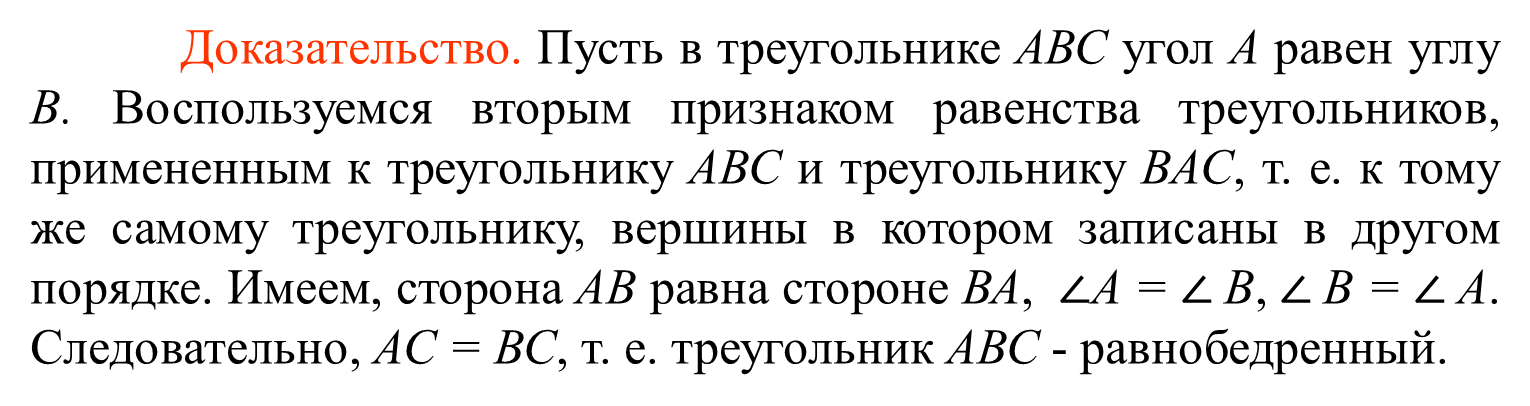 Доказательство. Пусть в треугольнике ABC угол A равен углу
B. Воспользуемся вторым признаком равенства треугольников,
примененным к треугольнику ABC и треугольнику BAC, т. е. к тому
же самому треугольнику, вершины в котором записаны в другом
порядке. Имеем, сторона AB равна стороне BA, ∠A = ∠ B, ∠ B = ∠ A.
Следовательно, AC = BC, т. е. треугольник ABC - равнобедренный.